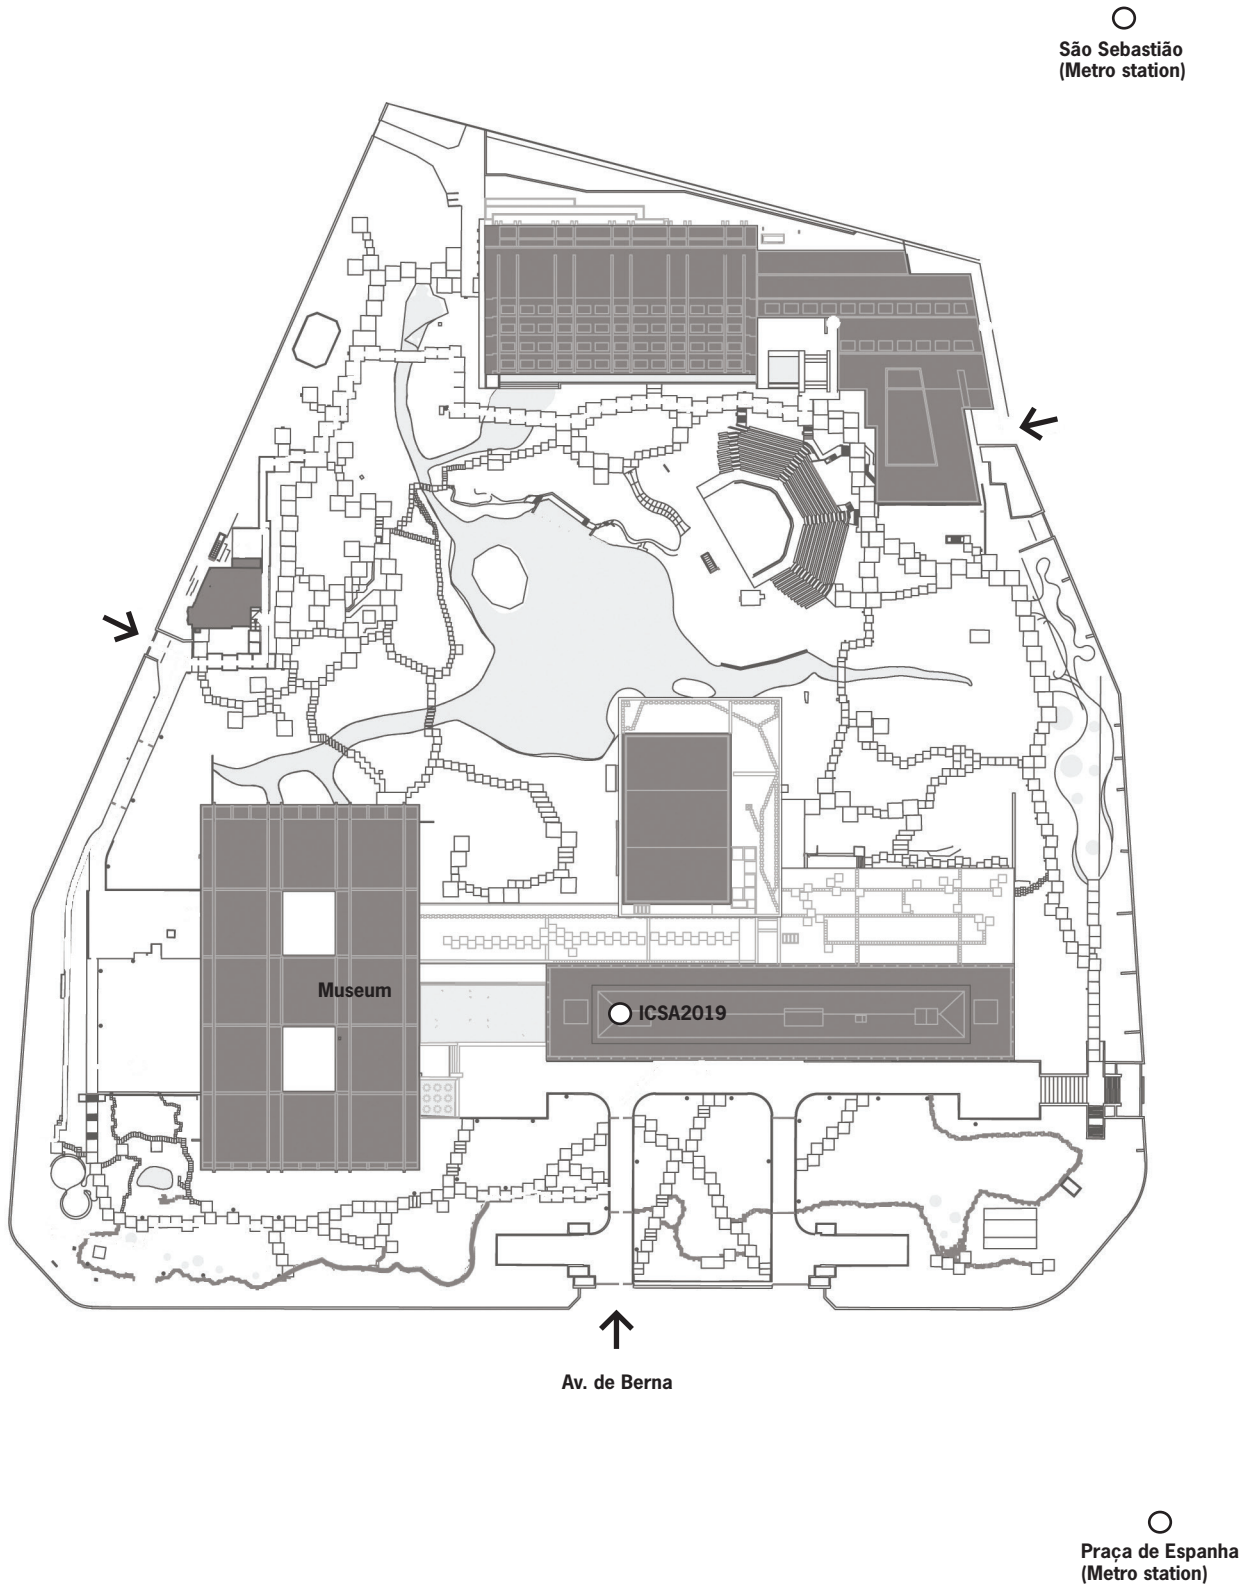 São Sebastião
(Metro station)
Museum
ICSA2019
Av. de Berna
Praça de Espanha
(Metro station)